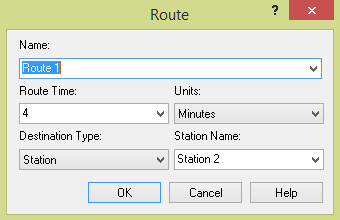 Route
Name:
Route 1
Route Time: Units:
4 Minutes
Destination Type: Station Name:
Station Station 2
OK Cancel Help